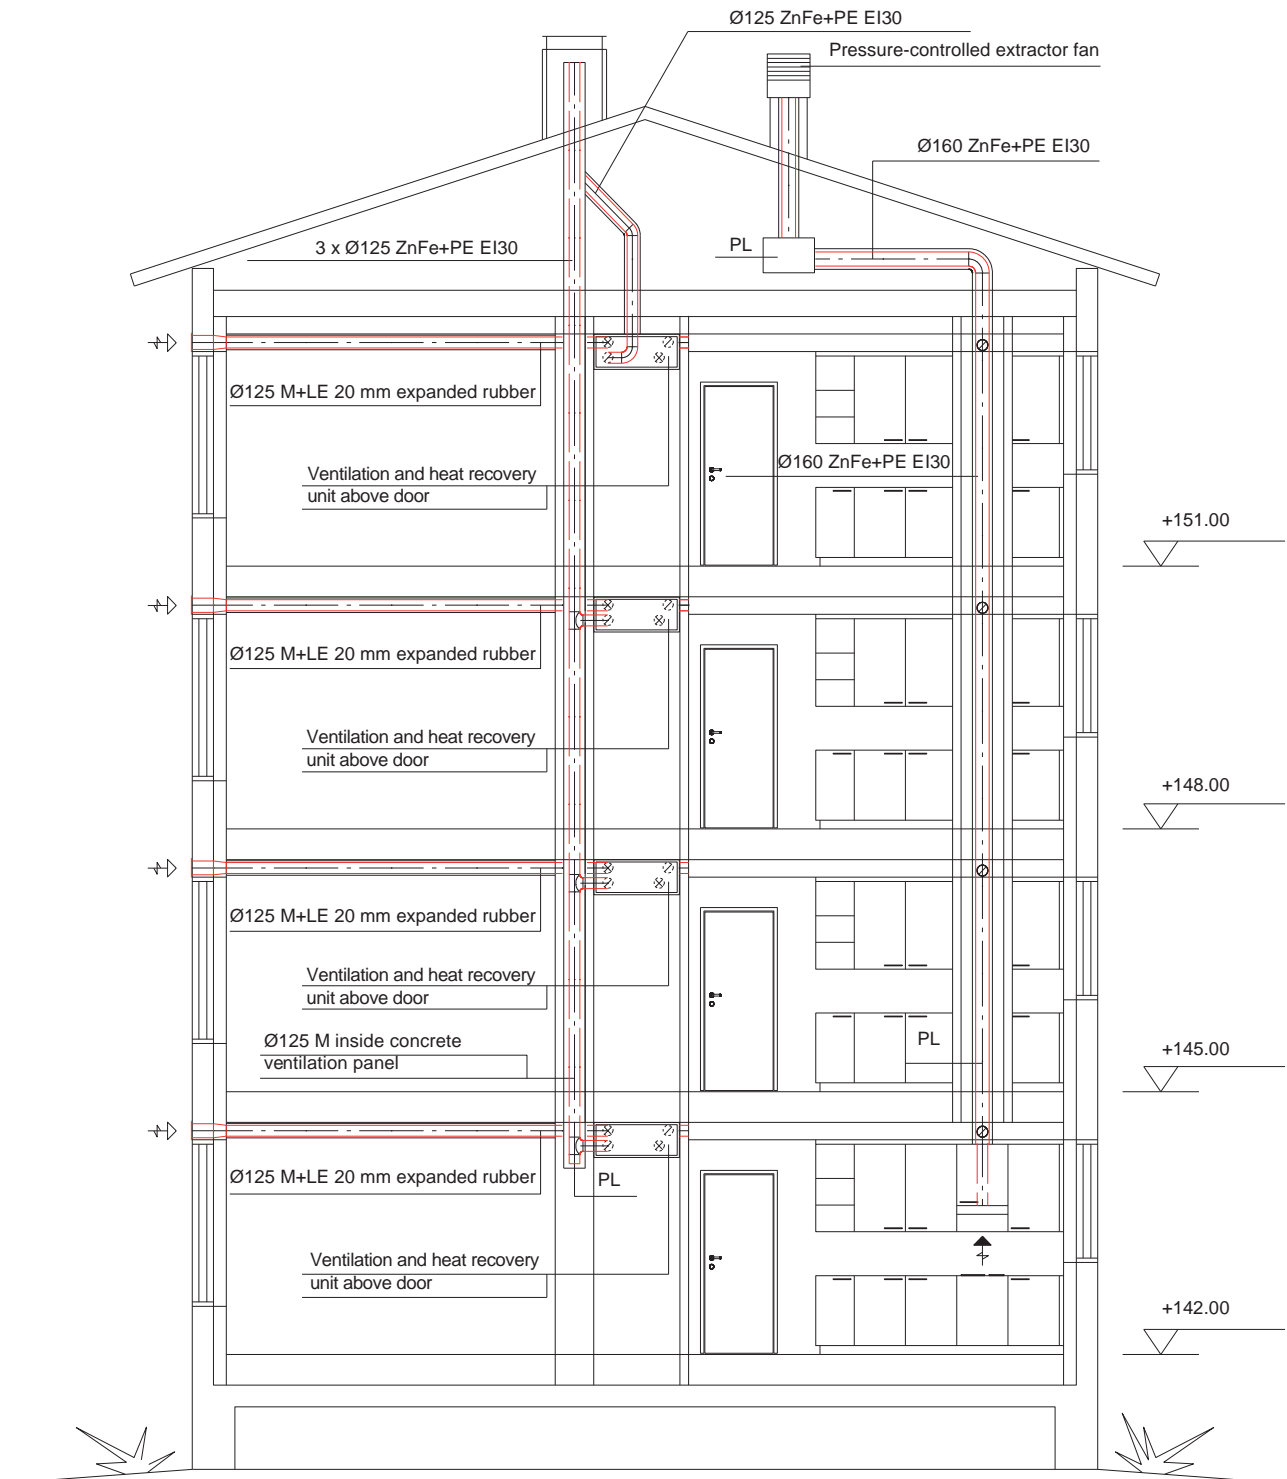 Ø125 ZnFe+PE EI30
Pressure-controlled extractor fan
Ø160 ZnFe+PE EI30
3 x Ø125 ZnFe+PE EI30
PL
Ø125 M+LE 20 mm expanded rubber
Ventilation and heat recovery
unit above door
Ø160 ZnFe+PE EI30
+151.00
Ø125 M+LE 20 mm expanded rubber
Ventilation and heat recovery
unit above door
+148.00
Ø125 M+LE 20 mm expanded rubber
Ventilation and heat recovery
unit above door
Ø125 M inside concrete
ventilation panel
PL
+145.00
Ø125 M+LE 20 mm expanded rubber
PL
Ventilation and heat recovery
unit above door
+142.00